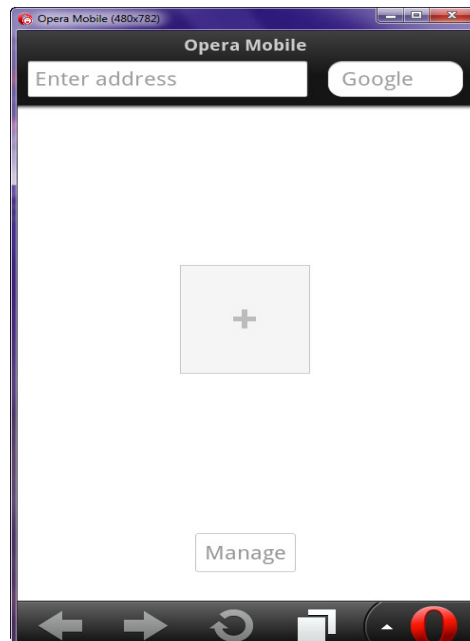 Opera Mobile (480x782)
Opera Mobile
Enter address
Google
Manage